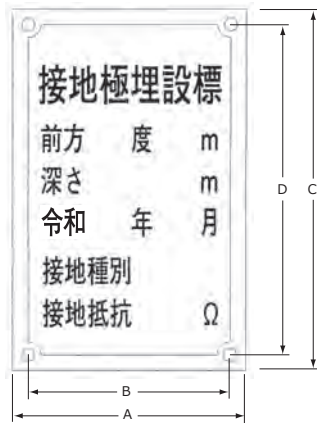 接地極埋設標
前方 度 m
深さ m
令和 年 月
接地種別
接地抵抗 Ω
D
C
B
A